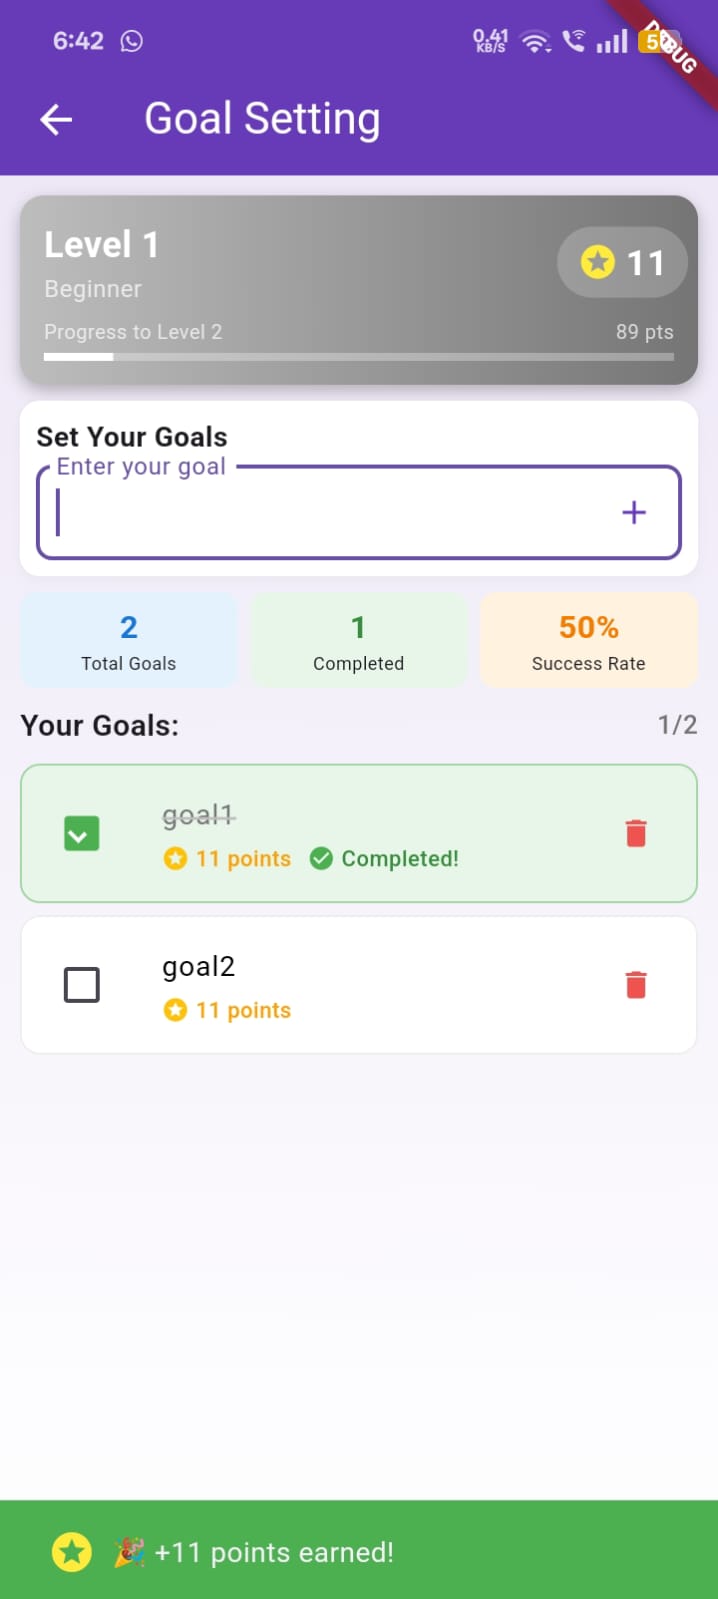 6:42
0.41
KB/S
DEBUG
Goal Setting
Level 1
11
Beginner
Progress to Level 2 89 pts
Set Your Goals
Enter your goal
+
2 1 50%
Total Goals Completed Success Rate
Your Goals: 1/2
goal1
11 points Completed!
goal2
11 points
🎉 +11 points earned!